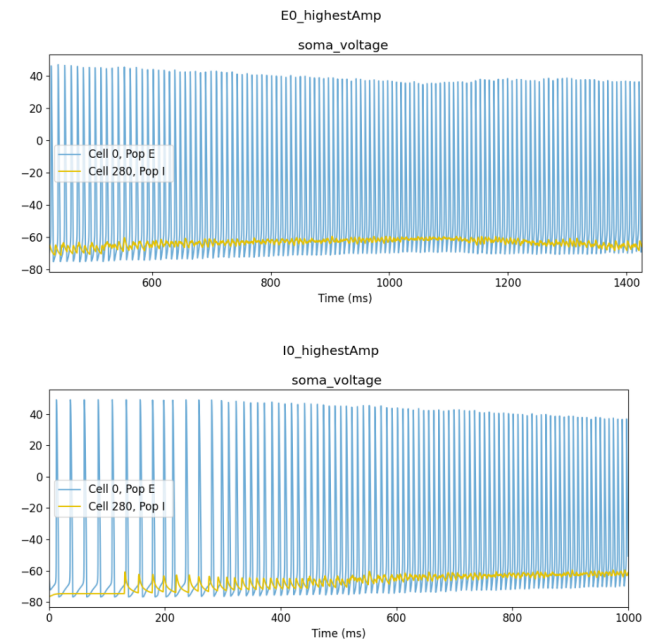 E0_highestAmp
soma_voltage
40
20
0
−20
−40
−60
−80
Cell 0, Pop E
Cell 280, Pop I
600
800
1000
1200
1400
Time (ms)
I0_highestAmp
soma_voltage
40
20
0
−20
−40
−60
−80
Cell 0, Pop E
Cell 280, Pop I
0
200
400
600
800
1000
Time (ms)